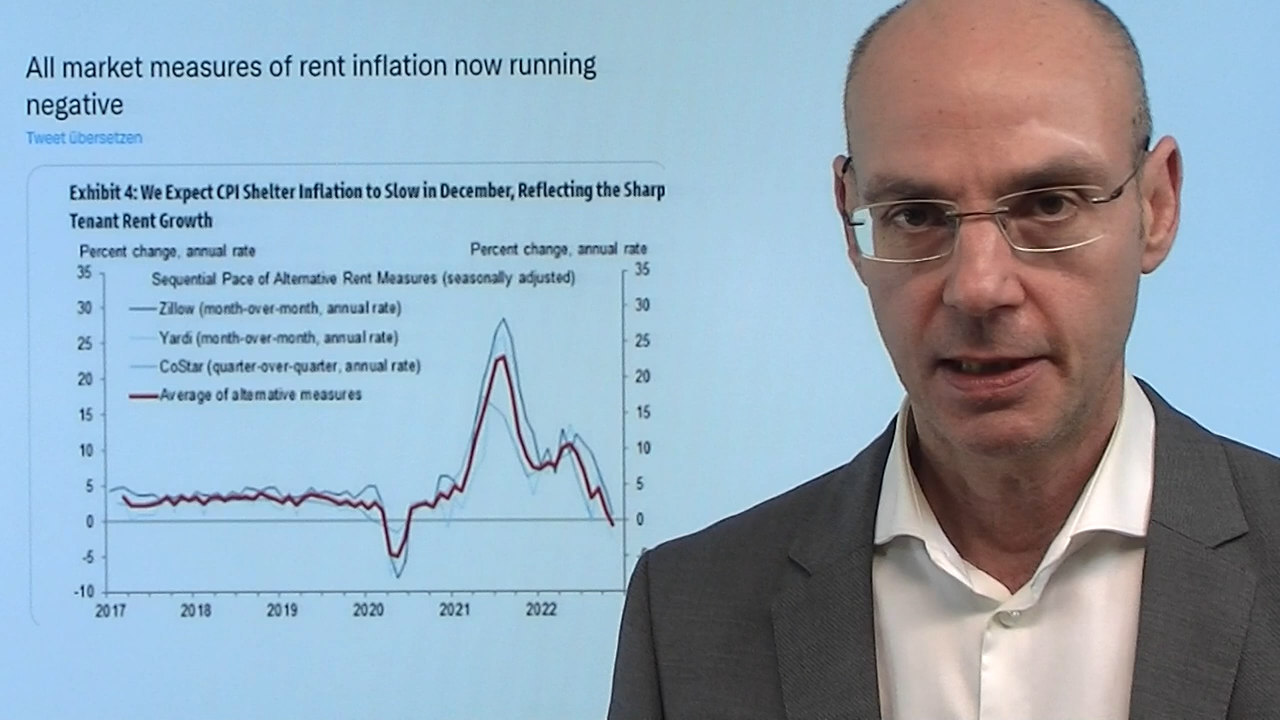 All market measures of rent inflation now running
negative
Tweet übersetzen
Exhibit 4: We Expect CPI Shelter Inflation to Slow in December, Reflecting the Sharp
Tenant Rent Growth
Percent change, annual rate
Percent change, annual rate
Sequential Pace of Alternative Rent Measures (seasonally adjusted)
Zillow (month-over-month, annual rate)
Yardi (month-over-month, annual rate)
CoStar (quarter-over-quarter, annual rate)
Average of alternative measures
35
30
25
20
15
10
5
0
-5
-10
35
30
25
20
15
10
5
0
2017 2018 2019 2020 2021 2022